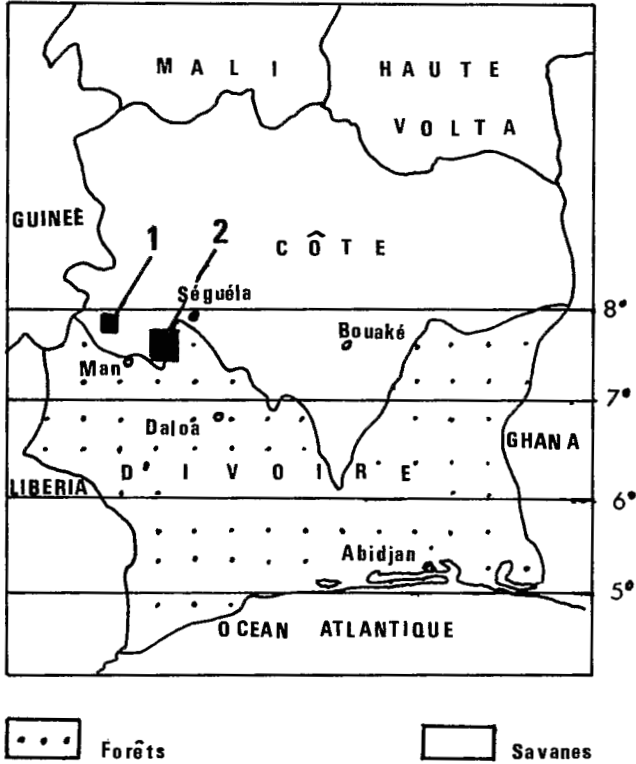 MALI
HAUTE
VOLTA
GUINEÉ
1
2
CÔTE
Séguéla
8°
Bouaké
Man
7°
Daloa
GHANA
D'IVOIRE
LIBERIA
6°
Abidjan
5°
OCEAN ATLANTIQUE
Forêts
Savanes